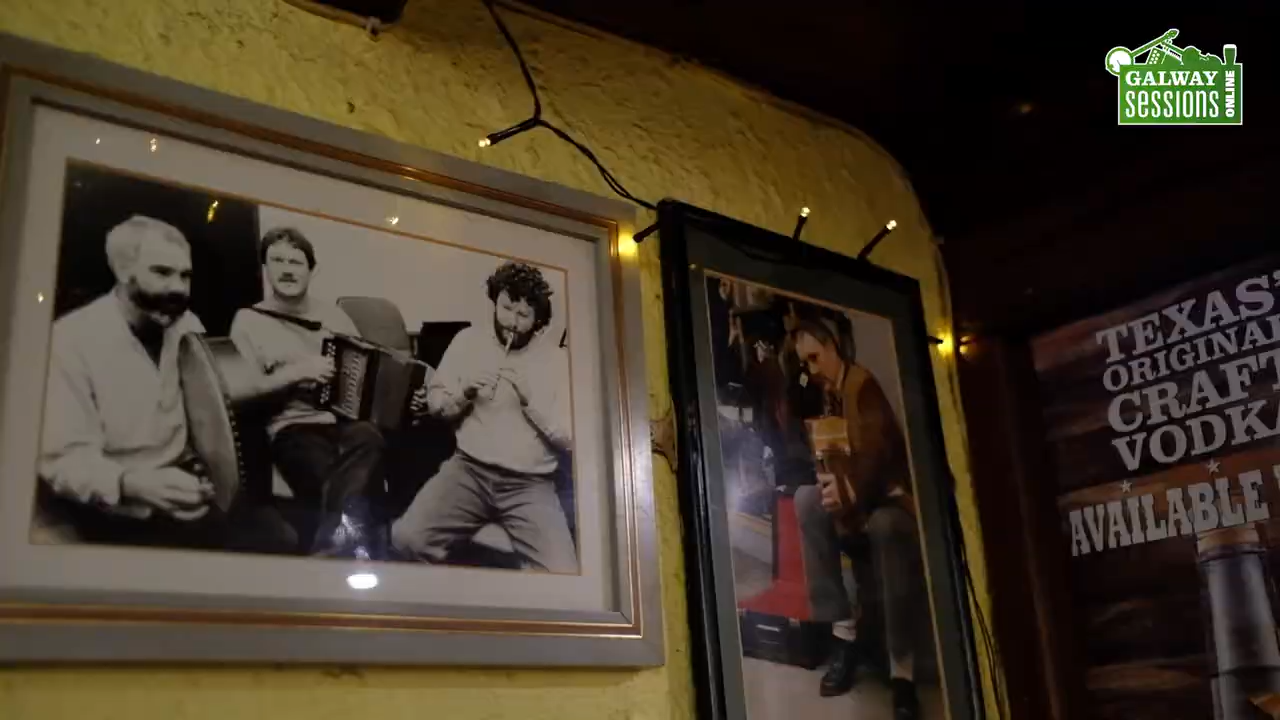 GALWAY
sessions
ONLINE
TEXAS'
ORIGINAL
CRAFT
VODKA
AVAILABLE